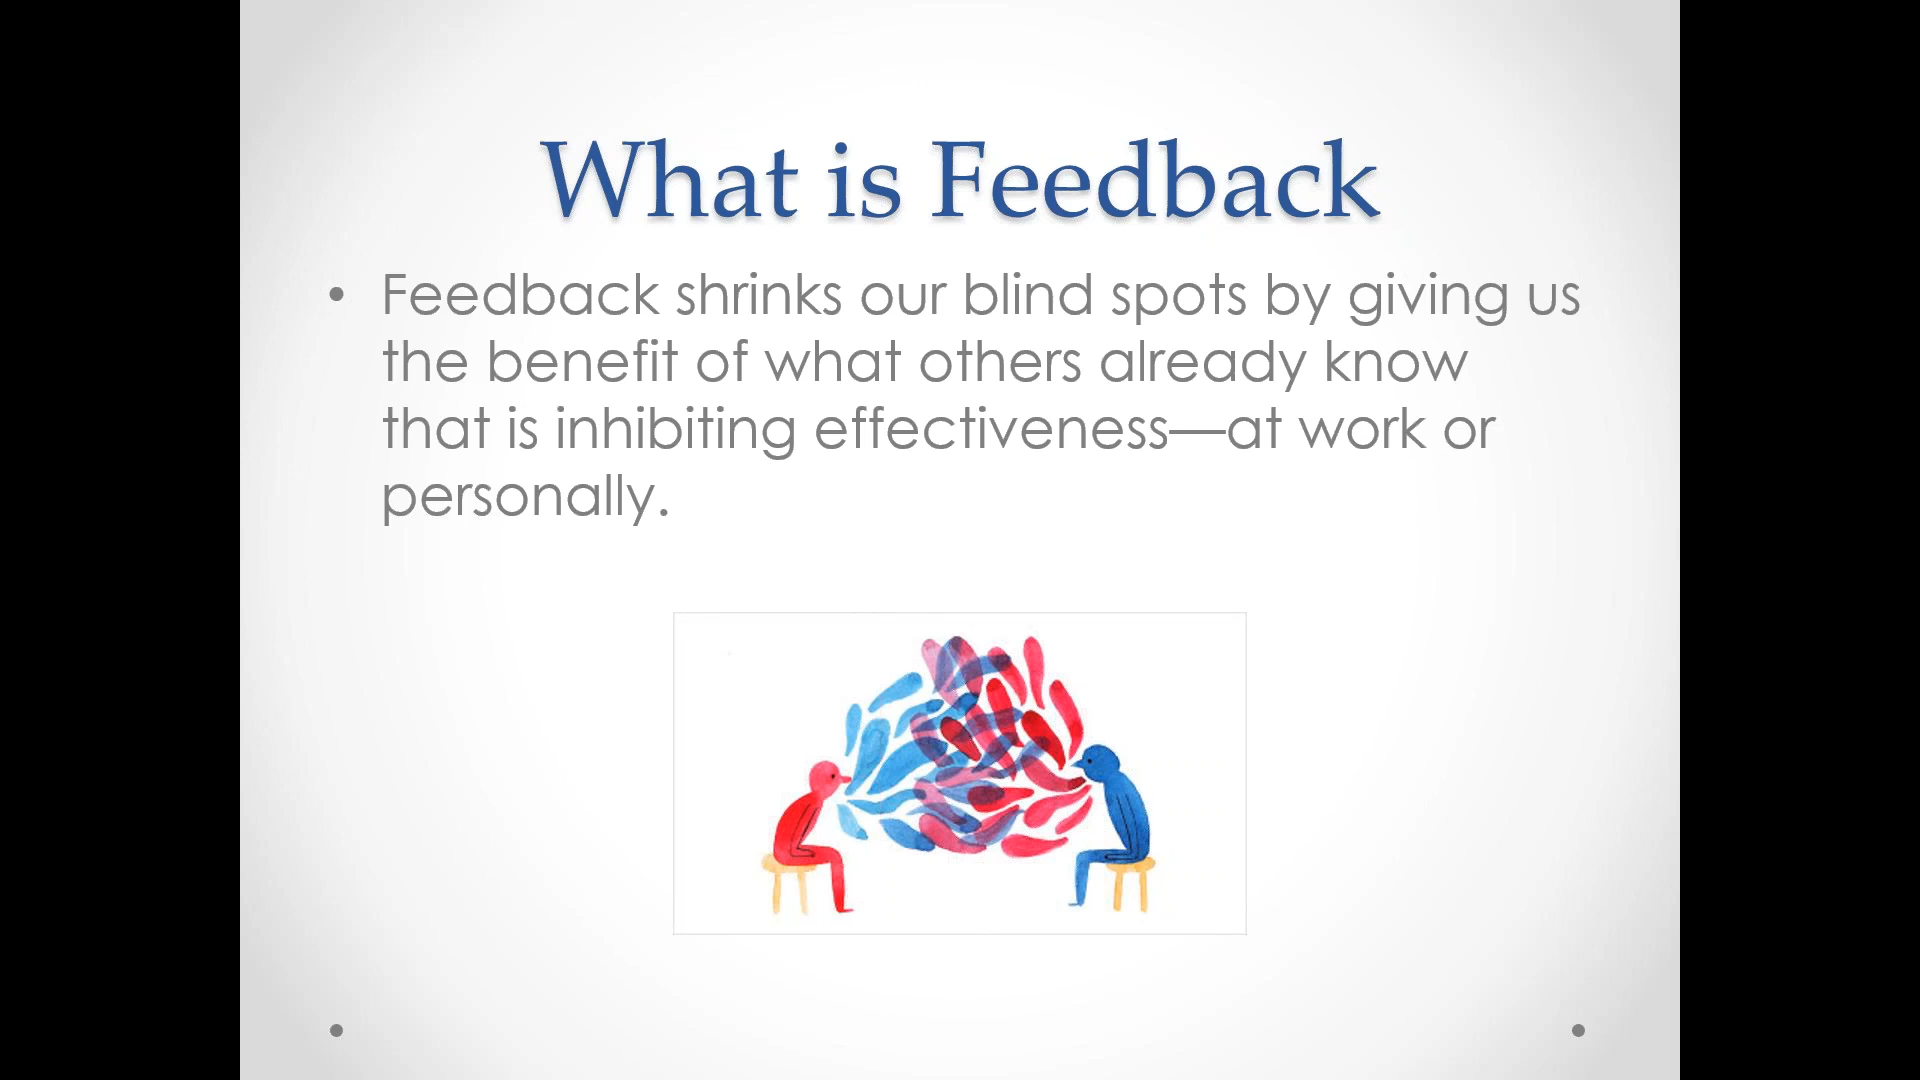 What is Feedback
• Feedback shrinks our blind spots by giving us
the benefit of what others already know
that is inhibiting effectiveness—at work or
personally.